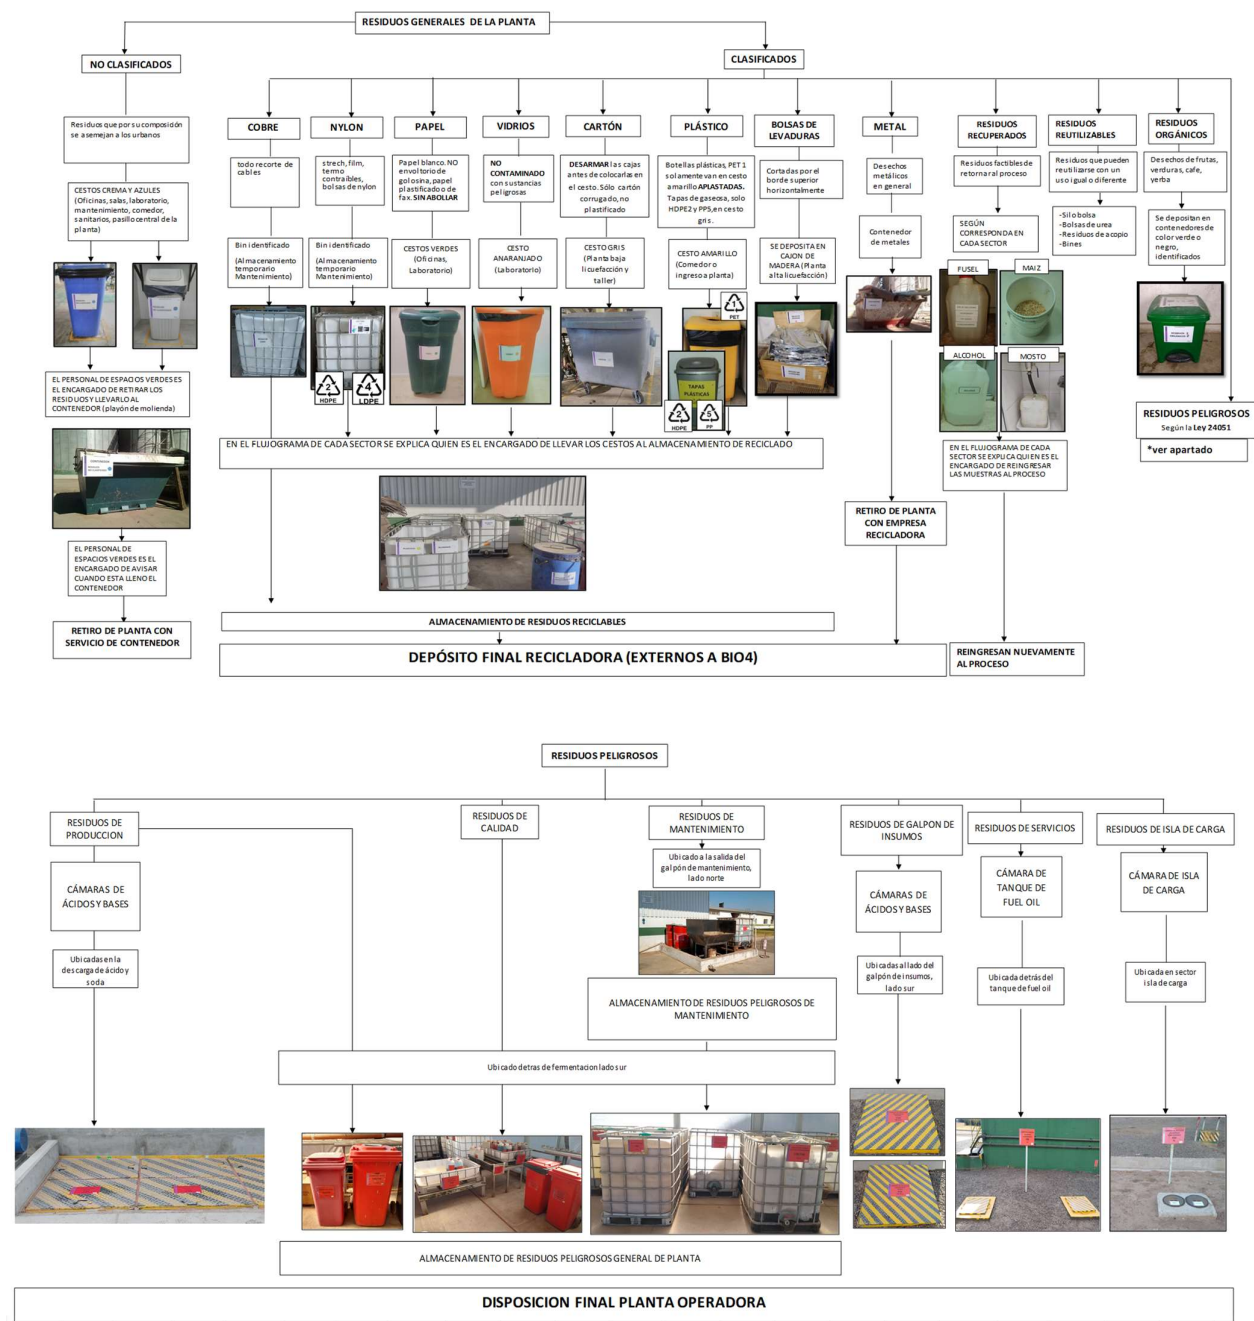 RESIDUOS GENERALES DE LA PLANTA
NO CLASIFICADOS
CLASIFICADOS
Residuos que por su composición
se asemejan a los urbanos
CESTOS CREMA Y AZULES
(Oficinas, salas, laboratorio,
mantenimiento, comedor,
sanitarios, pasillo central de la
planta)
EL PERSONAL DE ESPACIOS VERDES ES
EL ENCARGADO DE RETIRAR LOS
RESIDUOS Y LLEVARLO AL
CONTENEDOR (playón de molienda)
EL PERSONAL DE
ESPACIOS VERDES ES EL
ENCARGADO DE AVISAR
CUANDO ESTA LLENO EL
CONTENEDOR
RETIRO DE PLANTA CON
SERVICIO DE CONTENEDOR
COBRE
todo recorte de
cables
Bin identificado
(Almacenamiento
temporario
Mantenimiento)
NYLON
strech, film,
termo
contraíbles,
bolsas de nylon
Bin identificado
(Almacenamiento
temporario
Mantenimiento)
2
HDPE
4
LDPE
PAPEL
Papel blanco. NO
envoltorio de
golosina, papel
plastificado o de
fax. SIN ABOLLAR
CESTOS VERDES
(Oficinas,
Laboratorio)
VIDRIOS
NO
CONTAMINADO
con sustancias
peligrosas
CESTO
ANARANJADO
(Laboratorio)
CARTÓN
DESARMAR las cajas
antes de colocarlas en
el cesto. Sólo cartón
corrugado, no
plastificado
CESTO GRIS
(Planta baja
licuefacción y
taller)
PLÁSTICO
Botellas plásticas, PET 1
solamente van en cesto
amarillo APLASTADAS.
Tapas de gaseosa, solo
HDPE2 y PP5, en cesto
gris.
CESTO AMARILLO
(Comedor o
ingreso a planta)
1
PET
TAPAS
PLÁSTICAS
2
HDPE
5
PP
BOLSAS DE
LEVADURAS
Cortadas por el
borde superior
horizontalmente
SE DEPOSITA EN
CAJON DE
MADERA (Planta
alta licuefacción)
METAL
Desechos
metálicos
en general
Contenedor
de metales
RETIRO DE PLANTA
CON EMPRESA
RECICLADORA
RESIDUOS
RECUPERADOS
Residuos factibles de
retornar al proceso
SEGÚN
CORRESPONDA EN
CADA SECTOR
FUSEL
MAIZ
ALCOHOL
MOSTO
EN EL FLUJOGRAMA DE CADA
SECTOR SE EXPLICA QUIEN ES EL
ENCARGADO DE REINGRESAR
LAS MUESTRAS AL PROCESO
REINGRESAN NUEVAMENTE
AL PROCESO
RESIDUOS
REUTILIZABLES
Residuos que pueden
reutilizarse con un
uso igual o diferente
-Silo bolsa
-Bolsas de urea
-Residuos de acopio
-Bines
RESIDUOS
ORGÁNICOS
Desechos de frutas,
verduras, cafe,
yerba
Se depositan en
contenedores de
color verde o
negro,
identificados
RESIDUOS PELIGROSOS
Según la Ley 24051
*ver apartado
EN EL FLUJOGRAMA DE CADA SECTOR SE EXPLICA QUIEN ES EL ENCARGADO DE LLEVAR LOS CESTOS AL ALMACENAMIENTO DE RECICLADO
ALMACENAMIENTO DE RESIDUOS RECICLABLES
DEPÓSITO FINAL RECICLADORA (EXTERNOS A BIO4)
RESIDUOS PELIGROSOS
RESIDUOS DE
PRODUCCION
CÁMARAS DE
ÁCIDOS Y BASES
Ubicadas en la
descarga de ácido y
soda
RESIDUOS DE
CALIDAD
RESIDUOS DE
MANTENIMIENTO
Ubicado a la salida del
galpón de mantenimiento,
lado norte
ALMACENAMIENTO DE RESIDUOS PELIGROSOS DE
MANTENIMIENTO
Ubicado detras de fermentacion lado sur
RESIDUOS DE GALPON DE
INSUMOS
CÁMARAS DE
ÁCIDOS Y BASES
Ubicadas al lado del
galpón de insumos,
lado sur
RESIDUOS DE SERVICIOS
CÁMARA DE
TANQUE DE
FUEL OIL
Ubicada detrás del
tanque de fuel oil
RESIDUOS DE ISLA DE CARGA
CÁMARA DE ISLA
DE CARGA
Ubicada en sector
isla de carga
ALMACENAMIENTO DE RESIDUOS PELIGROSOS GENERAL DE PLANTA
DISPOSICION FINAL PLANTA OPERADORA